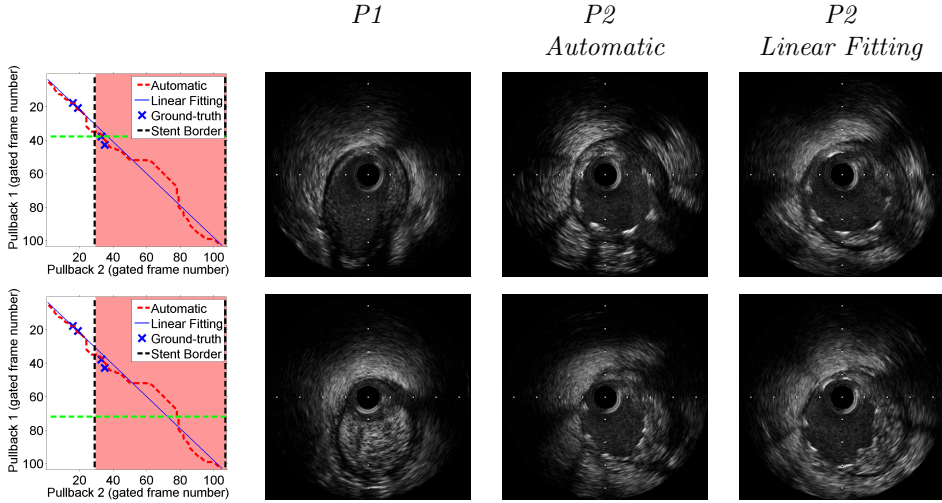 P1
P2
P2
Automatic
Linear Fitting
Automatic
Linear Fitting
Ground-truth
Stent Border
20
40
60
80
100
20 40 60 80 100
Pullback 1 (gated frame number)
Pullback 2 (gated frame number)
Automatic
Linear Fitting
Ground-truth
Stent Border
20
40
60
80
100
20 40 60 80 100
Pullback 1 (gated frame number)
Pullback 2 (gated frame number)